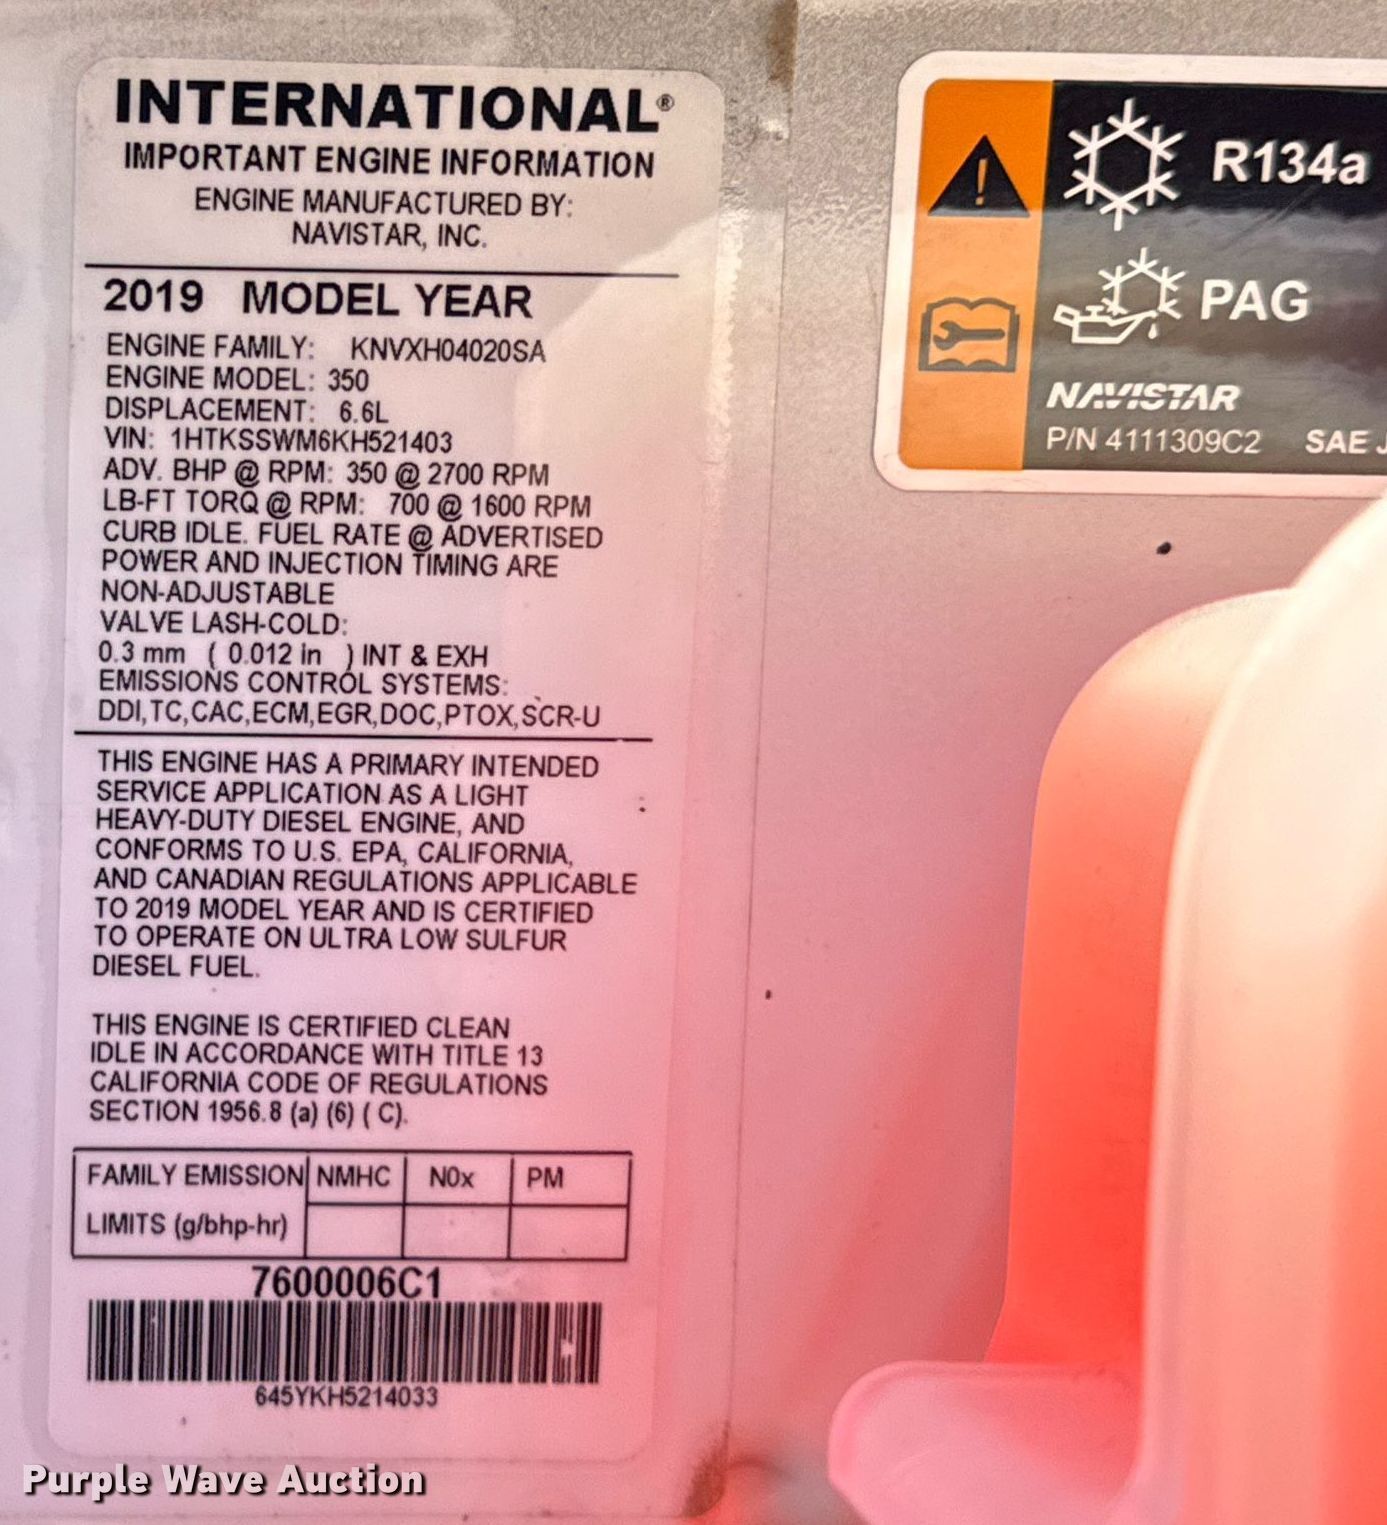 INTERNATIONAL®
IMPORTANT ENGINE INFORMATION
ENGINE MANUFACTURED BY:
NAVISTAR, INC.
2019 MODEL YEAR
ENGINE FAMILY: KNVXH04020SA
ENGINE MODEL: 350
DISPLACEMENT: 6.6L
VIN: 1HTKSSWM6KH521403
ADV. BHP @ RPM: 350 @ 2700 RPM
LB-FT TORQ @ RPM: 700 @ 1600 RPM
CURB IDLE. FUEL RATE @ ADVERTISED
POWER AND INJECTION TIMING ARE
NON-ADJUSTABLE
VALVE LASH-COLD:
0.3 mm ( 0.012 in ) INT & EXH
EMISSIONS CONTROL SYSTEMS:
DDI,TC,CAC,ECM,EGR,DOC,PTOX,SCR-U
THIS ENGINE HAS A PRIMARY INTENDED
SERVICE APPLICATION AS A LIGHT
HEAVY-DUTY DIESEL ENGINE, AND
CONFORMS TO U.S. EPA, CALIFORNIA,
AND CANADIAN REGULATIONS APPLICABLE
TO 2019 MODEL YEAR AND IS CERTIFIED
TO OPERATE ON ULTRA LOW SULFUR
DIESEL FUEL.
THIS ENGINE IS CERTIFIED CLEAN
IDLE IN ACCORDANCE WITH TITLE 13
CALIFORNIA CODE OF REGULATIONS
SECTION 1956.8 (a) (6) ( C).
FAMILY EMISSION NMHC N0x PM
LIMITS (g/bhp-hr)
7600006C1
645YKH5214033
R134a
PAG
NAVISTAR
P/N 4111309C2 SAE J
Purple Wave Auction